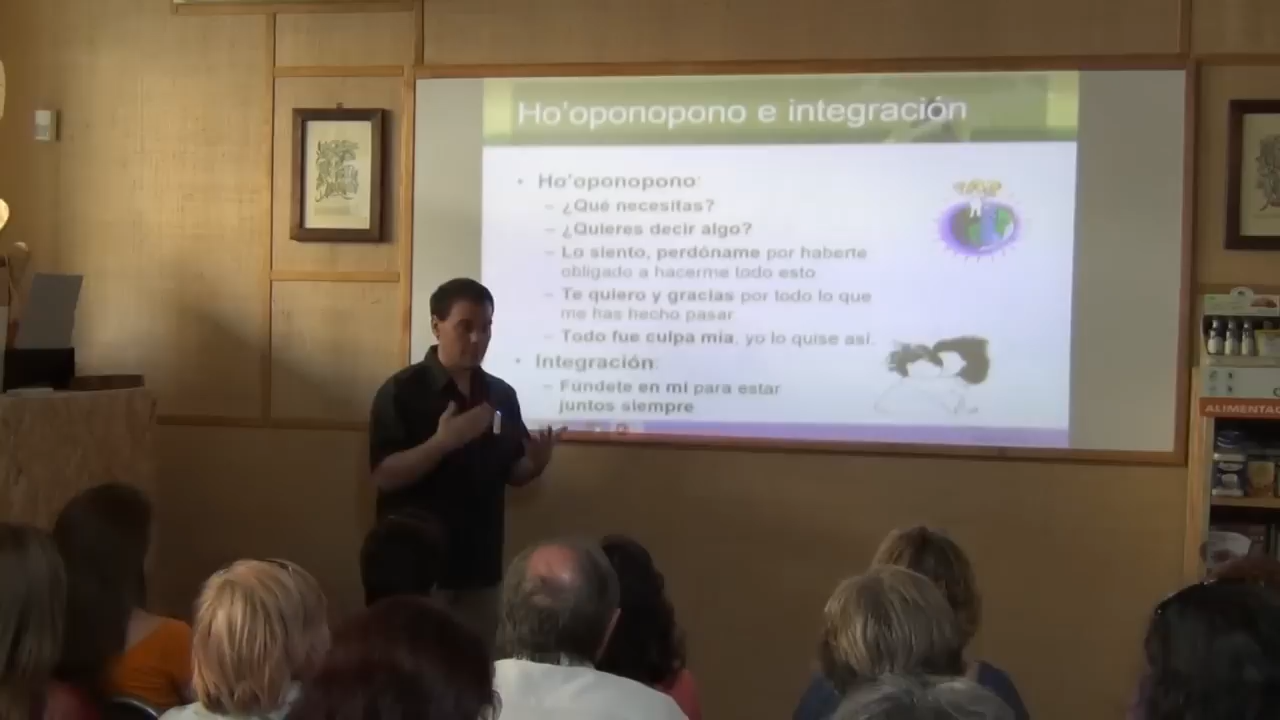 Ho'oponopono e integración
• Ho'oponopono:
– ¿Qué necesitas?
– ¿Quieres decir algo?
– Lo siento, perdóname por haberte
obligado a hacerme todo esto
– Te quiero y gracias por todo lo que
me has hecho pasar
– Todo fue culpa mia, yo lo quise así.
• Integración:
– Fúndete en mi para estar
juntos siempre
ALIMENTAC